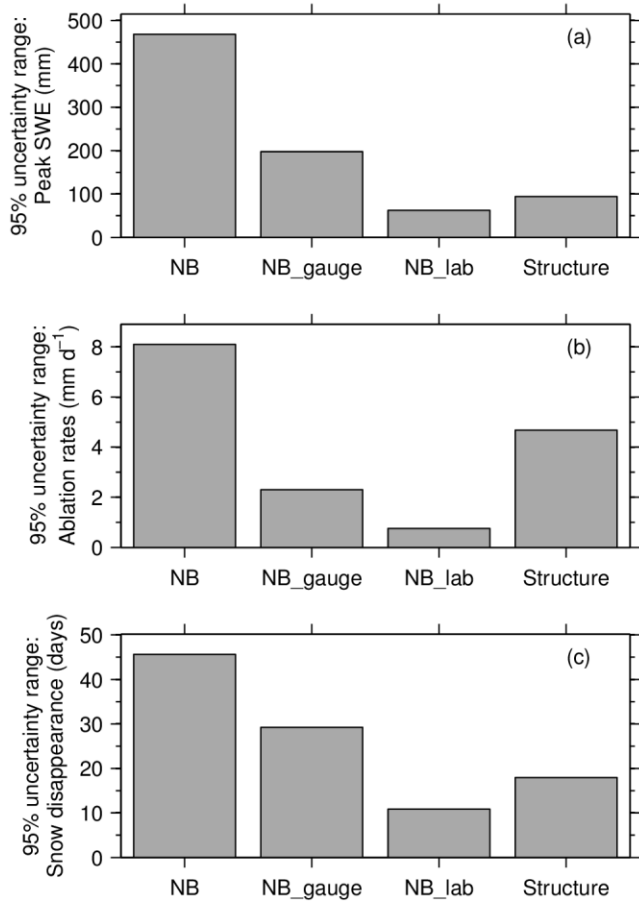 95% uncertainty range:
Peak SWE (mm)
500
400
300
200
100
0
(a)
NB NB_gauge NB_lab Structure
95% uncertainty range:
Ablation rates (mm d⁻¹)
8
6
4
2
0
(b)
NB NB_gauge NB_lab Structure
95% uncertainty range:
Snow disappearance (days)
50
40
30
20
10
0
(c)
NB NB_gauge NB_lab Structure